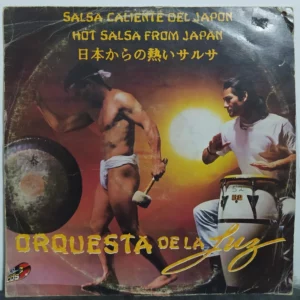 SALSA CALIENTE DEL JAPON
HOT SALSA FROM JAPAN
日本からの熱いサルサ
ORQUESTA DE LA Luz